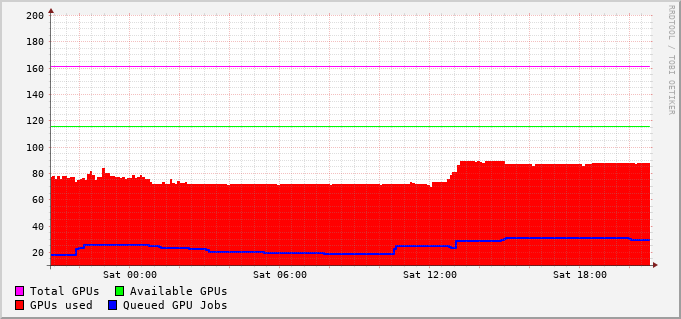 200
180
160
140
120
100
80
60
40
20
Sat 00:00 Sat 06:00 Sat 12:00 Sat 18:00
Total GPUs Available GPUs
GPUs used Queued GPU Jobs
RRDTOOL / TOBI OETIKER